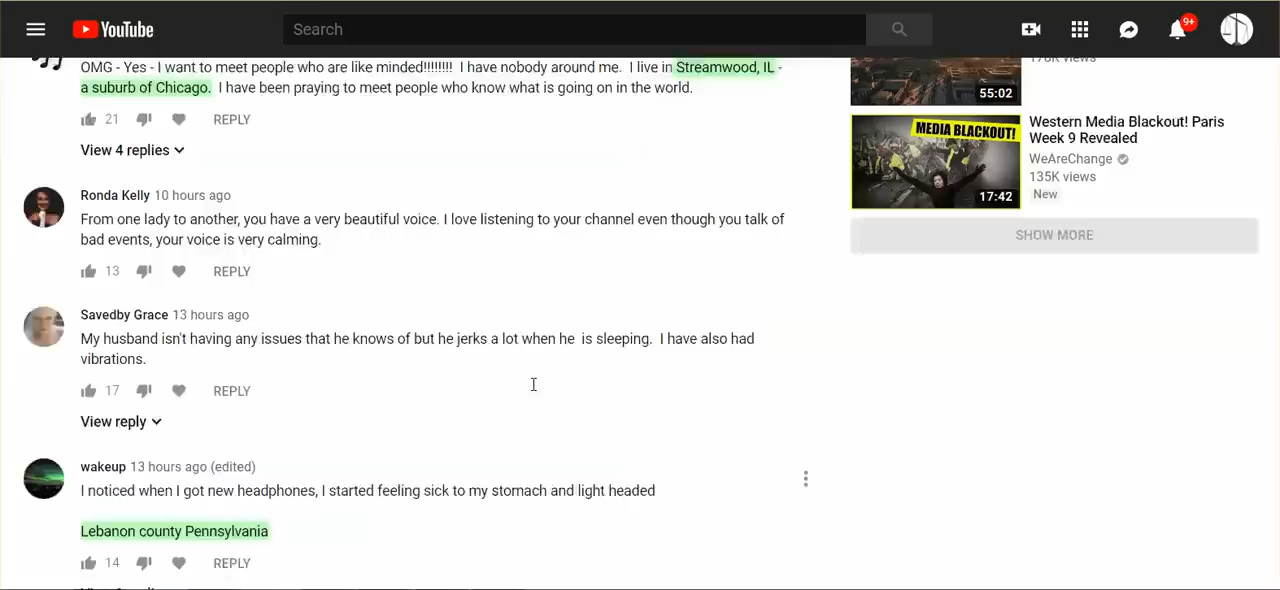 YouTube
Search
9+
OMG - Yes - I want to meet people who are like minded!!!!!!!! I have nobody around me. I live in Streamwood, IL -
a suburb of Chicago. I have been praying to meet people who know what is going on in the world.
21
REPLY
View 4 replies
Ronda Kelly 10 hours ago
From one lady to another, you have a very beautiful voice. I love listening to your channel even though you talk of
bad events, your voice is very calming.
13
REPLY
Savedby Grace 13 hours ago
My husband isn't having any issues that he knows of but he jerks a lot when he is sleeping. I have also had
vibrations.
17
REPLY
View reply
wakeup 13 hours ago (edited)
I noticed when I got new headphones, I started feeling sick to my stomach and light headed
Lebanon county Pennsylvania
14
REPLY
178K views
55:02
MEDIA BLACKOUT!
17:42
Western Media Blackout! Paris
Week 9 Revealed
WeAreChange
135K views
New
SHOW MORE